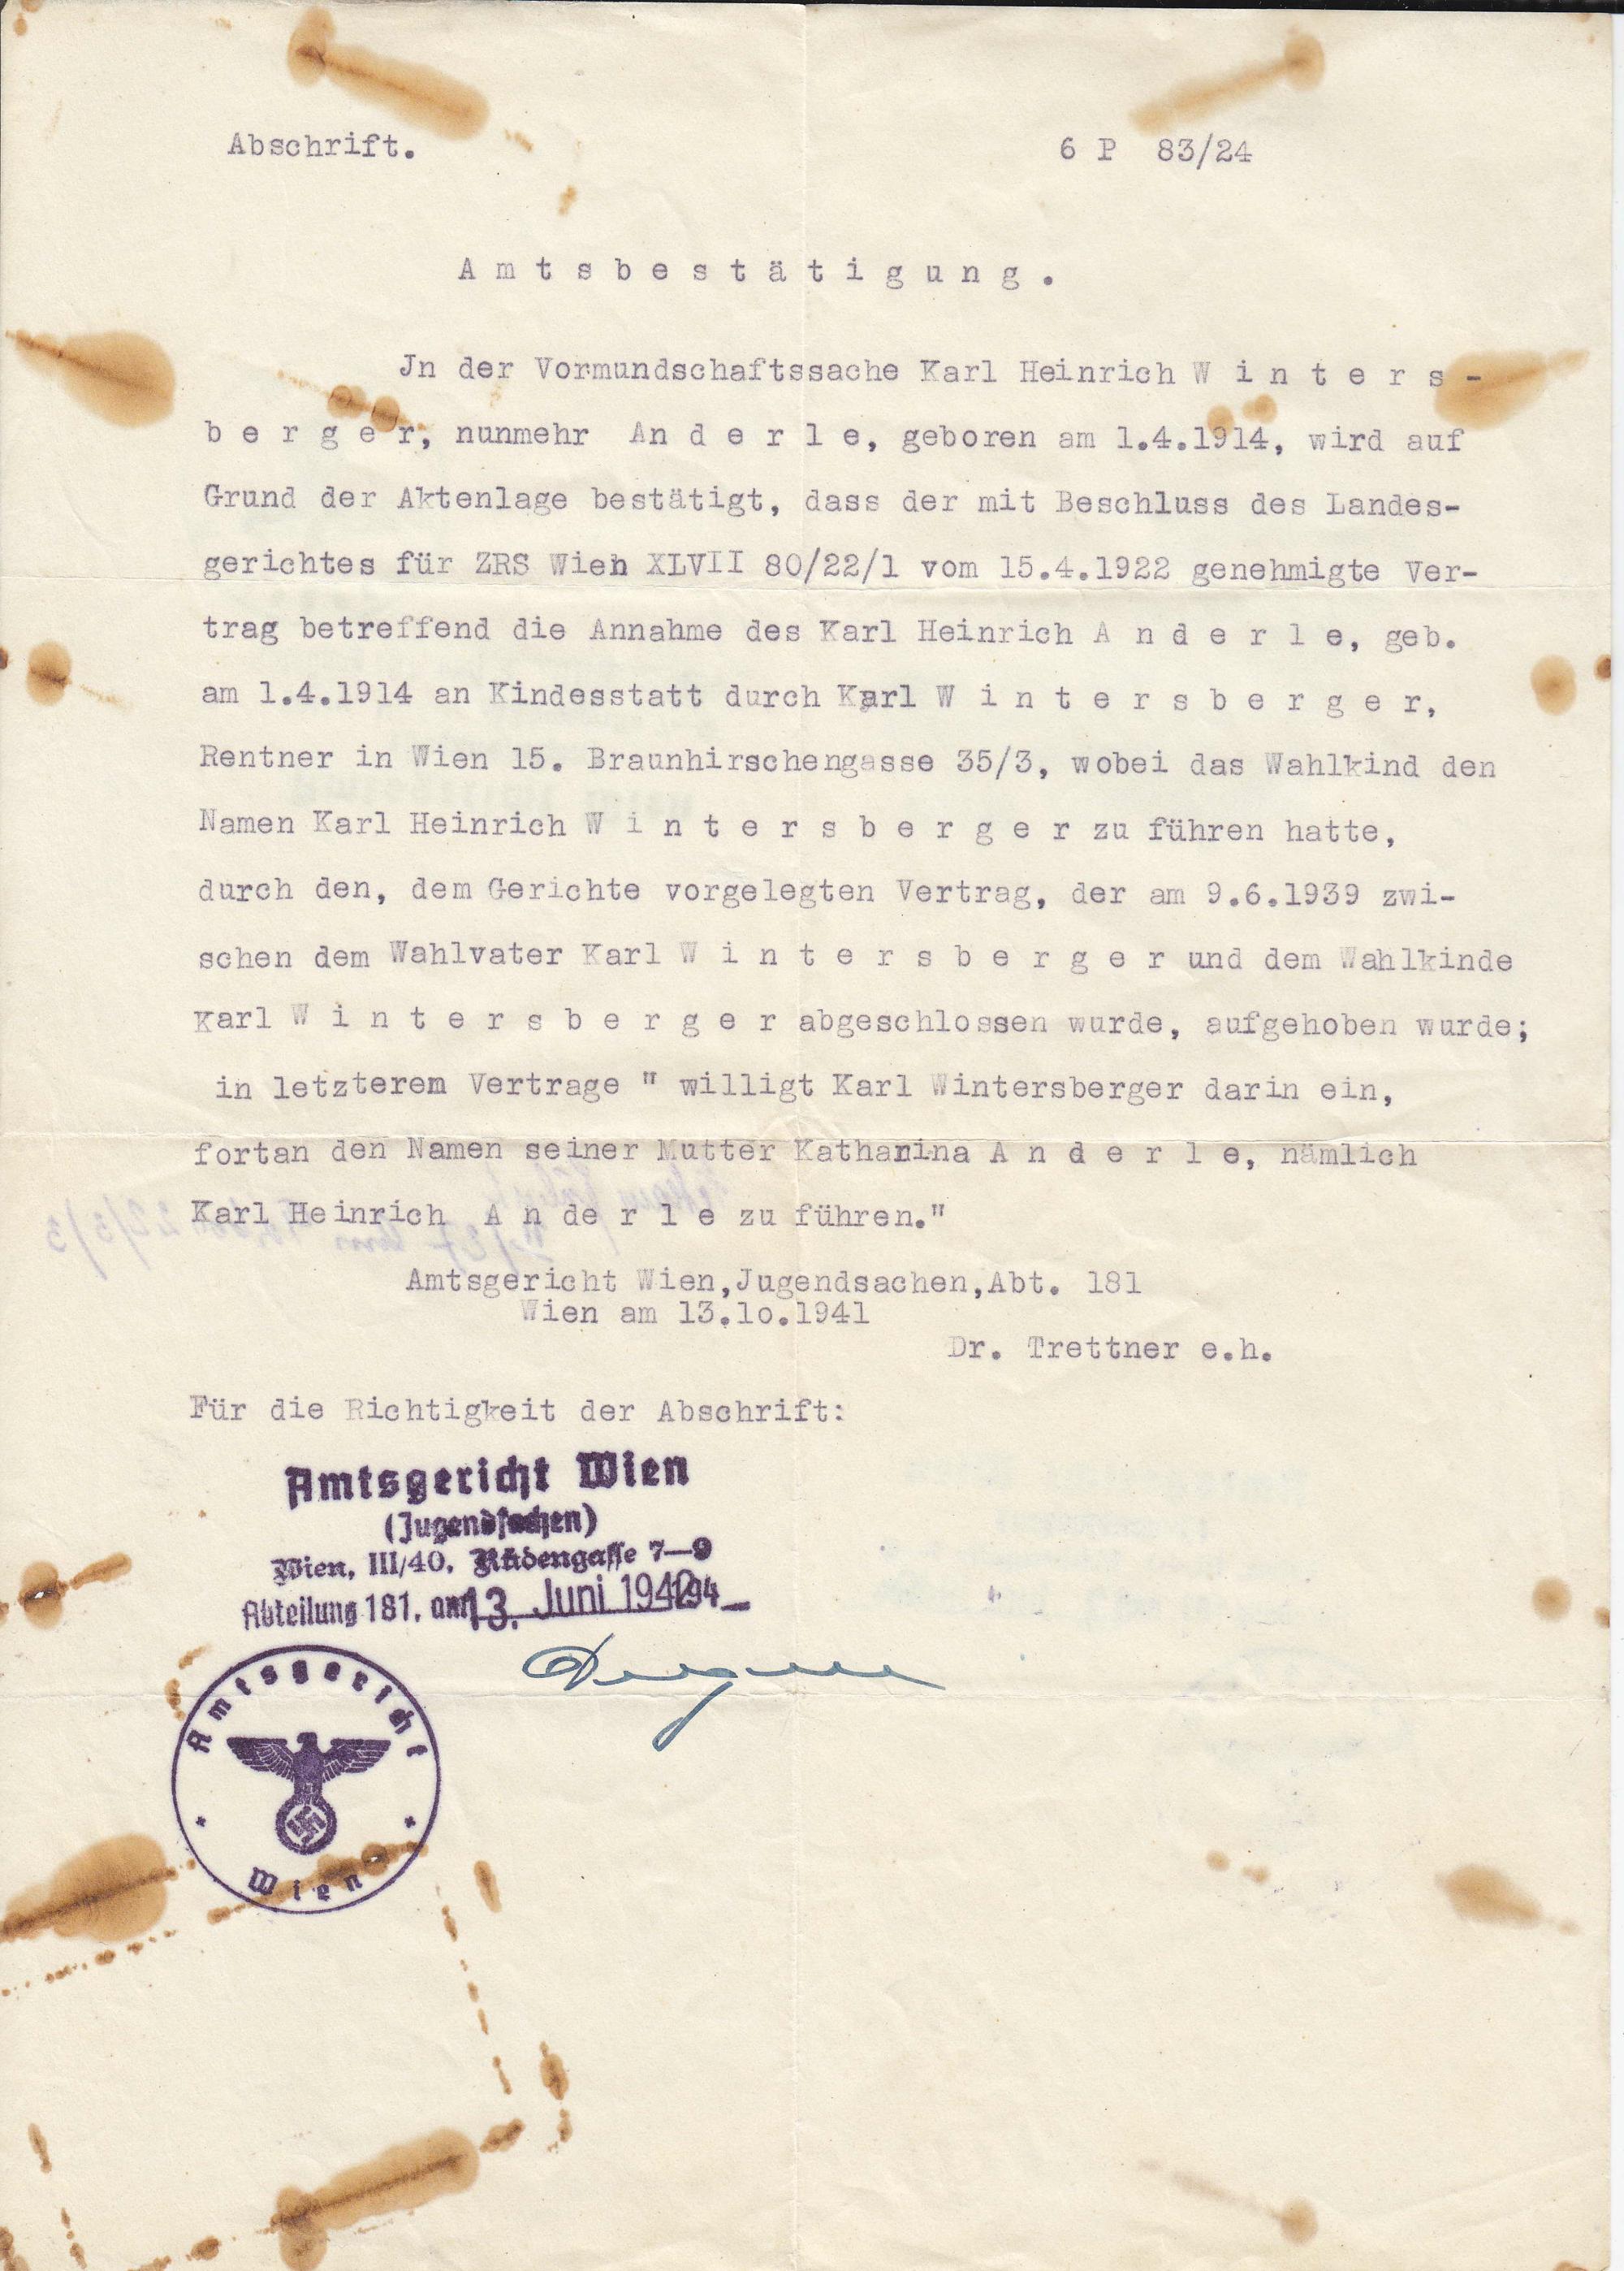 Abschrift.
6 P 83/24
A m t s b e s t ä t i g u n g .
Jn der Vormundschaftssache Karl Heinrich W i n t e r s -
b e r g e r, nunmehr An d e r l e, geboren am 1.4.1914, wird auf
Grund der Aktenlage bestätigt, dass der mit Beschluss des Landes-
gerichtes für ZRS Wien XLVII 80/22/1 vom 15.4.1922 genehmigte Ver-
trag betreffend die Annahme des Karl Heinrich A n d e r l e, geb.
am 1.4.1914 an Kindesstatt durch Karl W i n t e r s b e r g e r,
Rentner in Wien 15. Braunhirschengasse 35/3, wobei das Wahlkind den
Namen Karl Heinrich W i n t e r s b e r g e r zu führen hatte,
durch den, dem Gerichte vorgelegten Vertrag, der am 9.6.1939 zwi-
schen dem Wahlvater Karl W i n t e r s b e r g e r und dem Wahlkinde
Karl W i n t e r s b e r g e r abgeschlossen wurde, aufgehoben wurde;
in letzterem Vertrage " willigt Karl Wintersberger darin ein,
fortan den Namen seiner Mutter Katharina A n d e r l e, nämlich
Karl Heinrich A n de r l e zu führen."
Amtsgericht Wien,Jugendsachen,Abt. 181
Wien am 13.10.1941
Dr. Trettner e.h.
Für die Richtigkeit der Abschrift:
Amtsgericht Wien
(Jugendsachen)
Wien, III/40, Rüdengasse 7—9
Abteilung 181, am 13. Juni 1942 194_
Amtsgericht
Wien